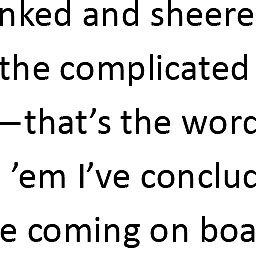 nked and sheere
the complicated
—that’s the word
’em I’ve concluc
e coming on boa